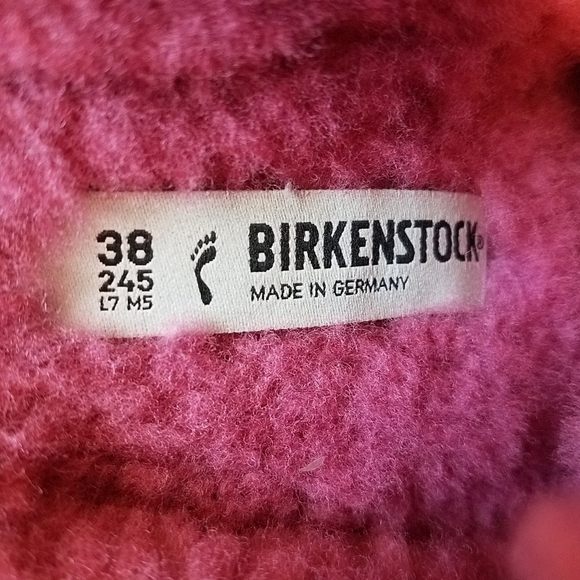 38
245
L7 M5
BIRKENSTOCK®
MADE IN GERMANY